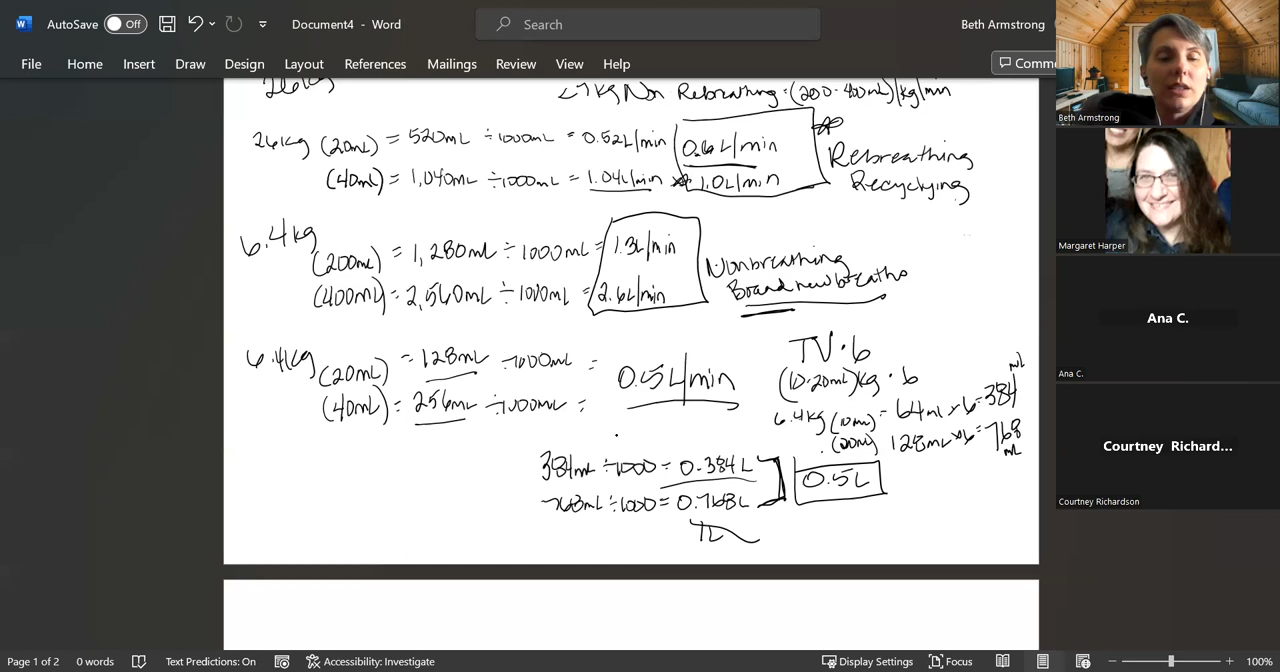 AutoSave Off Document4 - Word Search Beth Armstrong
File Home Insert Draw Design Layout References Mailings Review View Help Comme
26kg
<7kg Non Rebreathing = (200-400mL)/kg/min
26kg (20mL) = 520mL ÷1000mL = 0.52L/min 0.6L/min
(40mL) = 1,040mL ÷1000mL = 1.04L/min 1.0L/min
Rebreathing
Recyclying
6.4kg
(200mL) = 1,280mL ÷ 1000mL = 1.3L/min
(400mL) = 2,560mL ÷ 1000mL = 2.6L/min
Nonbreathing
Brand new breaths
6.4kg (20mL) = 128mL ÷1000mL =
(40mL) = 256mL ÷1000mL =
0.5L/min
TV·6
(10-20mL)kg·6
6.4kg (10mL) = 64mL x 6 = 384 mL
(20mL) 128mL x 6 = 768 mL
384mL ÷1000 = 0.384L
768mL ÷1000 = 0.768L
0.5L
TL
Beth Armstrong
Margaret Harper
Ana C.
Ana C.
Courtney Richard...
Courtney Richardson
Page 1 of 2 0 words Text Predictions: On Accessibility: Investigate Display Settings Focus 100%